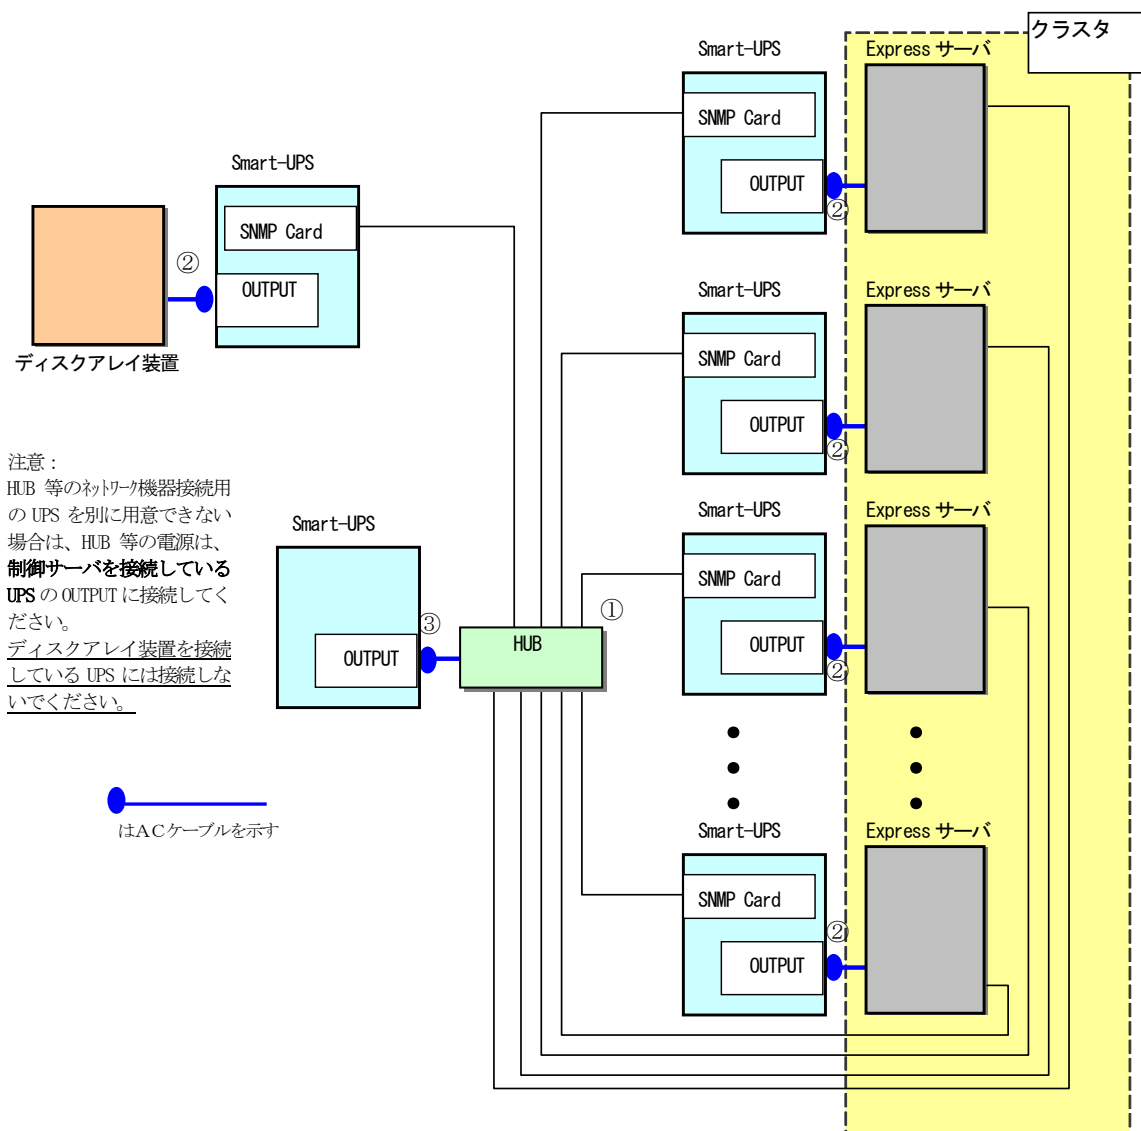 クラスタ
Smart-UPS
Express サーバ
SNMP Card
OUTPUT
②
Smart-UPS
SNMP Card
②
OUTPUT
ディスクアレイ装置
Smart-UPS
Express サーバ
SNMP Card
OUTPUT
②
注意：
HUB 等のネットワーク機器接続用
の UPS を別に用意できない
場合は、HUB 等の電源は、
制御サーバを接続している
UPS の OUTPUT に接続してく
ださい。
ディスクアレイ装置を接続
している UPS には接続しな
いでください。
Smart-UPS
③
OUTPUT
HUB
①
Smart-UPS
Express サーバ
SNMP Card
OUTPUT
②
はACケーブルを示す
Smart-UPS
Express サーバ
SNMP Card
OUTPUT
②